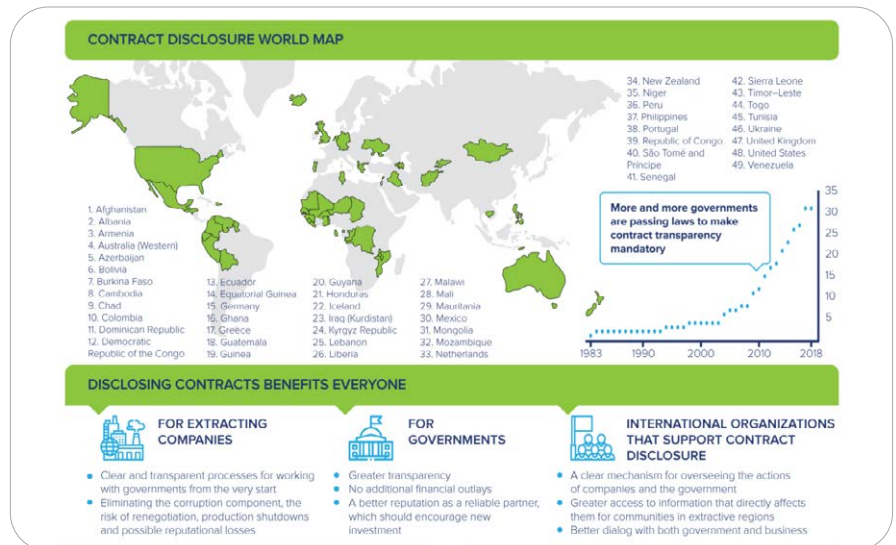 CONTRACT DISCLOSURE WORLD MAP
1. Afghanistan
2. Albania
3. Armenia
4. Australia (Western)
5. Azerbaijan
6. Bolivia
7. Burkina Faso
8. Cambodia
9. Chad
10. Colombia
11. Dominican Republic
12. Democratic
Republic of the Congo
13. Ecuador
14. Equatorial Guinea
15. Germany
16. Ghana
17. Greece
18. Guatemala
19. Guinea
20. Guyana
21. Honduras
22. Iceland
23. Iraq (Kurdistan)
24. Kyrgyz Republic
25. Lebanon
26. Liberia
27. Malawi
28. Mali
29. Mauritania
30. Mexico
31. Mongolia
32. Mozambique
33. Netherlands
34. New Zealand
35. Niger
36. Peru
37. Philippines
38. Portugal
39. Republic of Congo
40. São Tomé and
Príncipe
41. Senegal
42. Sierra Leone
43. Timor–Leste
44. Togo
45. Tunisia
46. Ukraine
47. United Kingdom
48. United States
49. Venezuela
More and more governments
are passing laws to make
contract transparency
mandatory
35
30
25
20
15
10
5
1983 1990 2000 2010 2018
DISCLOSING CONTRACTS BENEFITS EVERYONE
FOR EXTRACTING
COMPANIES
• Clear and transparent processes for working
with governments from the very start
• Eliminating the corruption component, the
risk of renegotiation, production shutdowns
and possible reputational losses
FOR
GOVERNMENTS
• Greater transparency
• No additional financial outlays
• A better reputation as a reliable partner,
which should encourage new
investment
INTERNATIONAL ORGANIZATIONS
THAT SUPPORT CONTRACT
DISCLOSURE
• A clear mechanism for overseeing the actions
of companies and the government
• Greater access to information that directly affects
them for communities in extractive regions
• Better dialog with both government and business